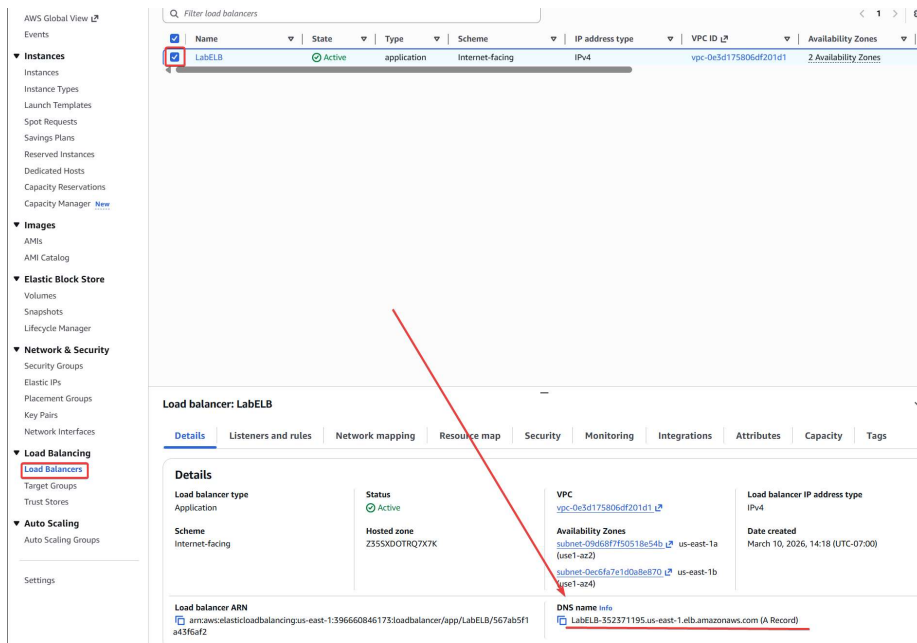 AWS Global View
Events
Instances
Instances
Instance Types
Launch Templates
Spot Requests
Savings Plans
Reserved Instances
Dedicated Hosts
Capacity Reservations
Capacity Manager New
Images
AMIs
AMI Catalog
Elastic Block Store
Volumes
Snapshots
Lifecycle Manager
Network & Security
Security Groups
Elastic IPs
Placement Groups
Key Pairs
Network Interfaces
Load Balancing
Load Balancers
Target Groups
Trust Stores
Auto Scaling
Auto Scaling Groups
Settings
Filter load balancers
1
Name State Type Scheme IP address type VPC ID Availability Zones
LabELB Active application Internet-facing IPv4 vpc-0e3d175806df201d1 2 Availability Zones
Load balancer: LabELB
Details Listeners and rules Network mapping Resource map Security Monitoring Integrations Attributes Capacity Tags
Details
Load balancer type
Application
Status
Active
VPC
vpc-0e3d175806df201d1
Load balancer IP address type
IPv4
Scheme
Internet-facing
Hosted zone
Z35SXDOTRQ7X7K
Availability Zones
subnet-09d68f7f50518e54b us-east-1a
(use1-az2)
subnet-0ec6fa7e1d0a8e870 us-east-1b
(use1-az4)
Date created
March 10, 2026, 14:18 (UTC-07:00)
Load balancer ARN
arn:aws:elasticloadbalancing:us-east-1:396660846173:loadbalancer/app/LabELB/567ab5f1
a43f6af2
DNS name Info
LabELB-352371195.us-east-1.elb.amazonaws.com (A Record)